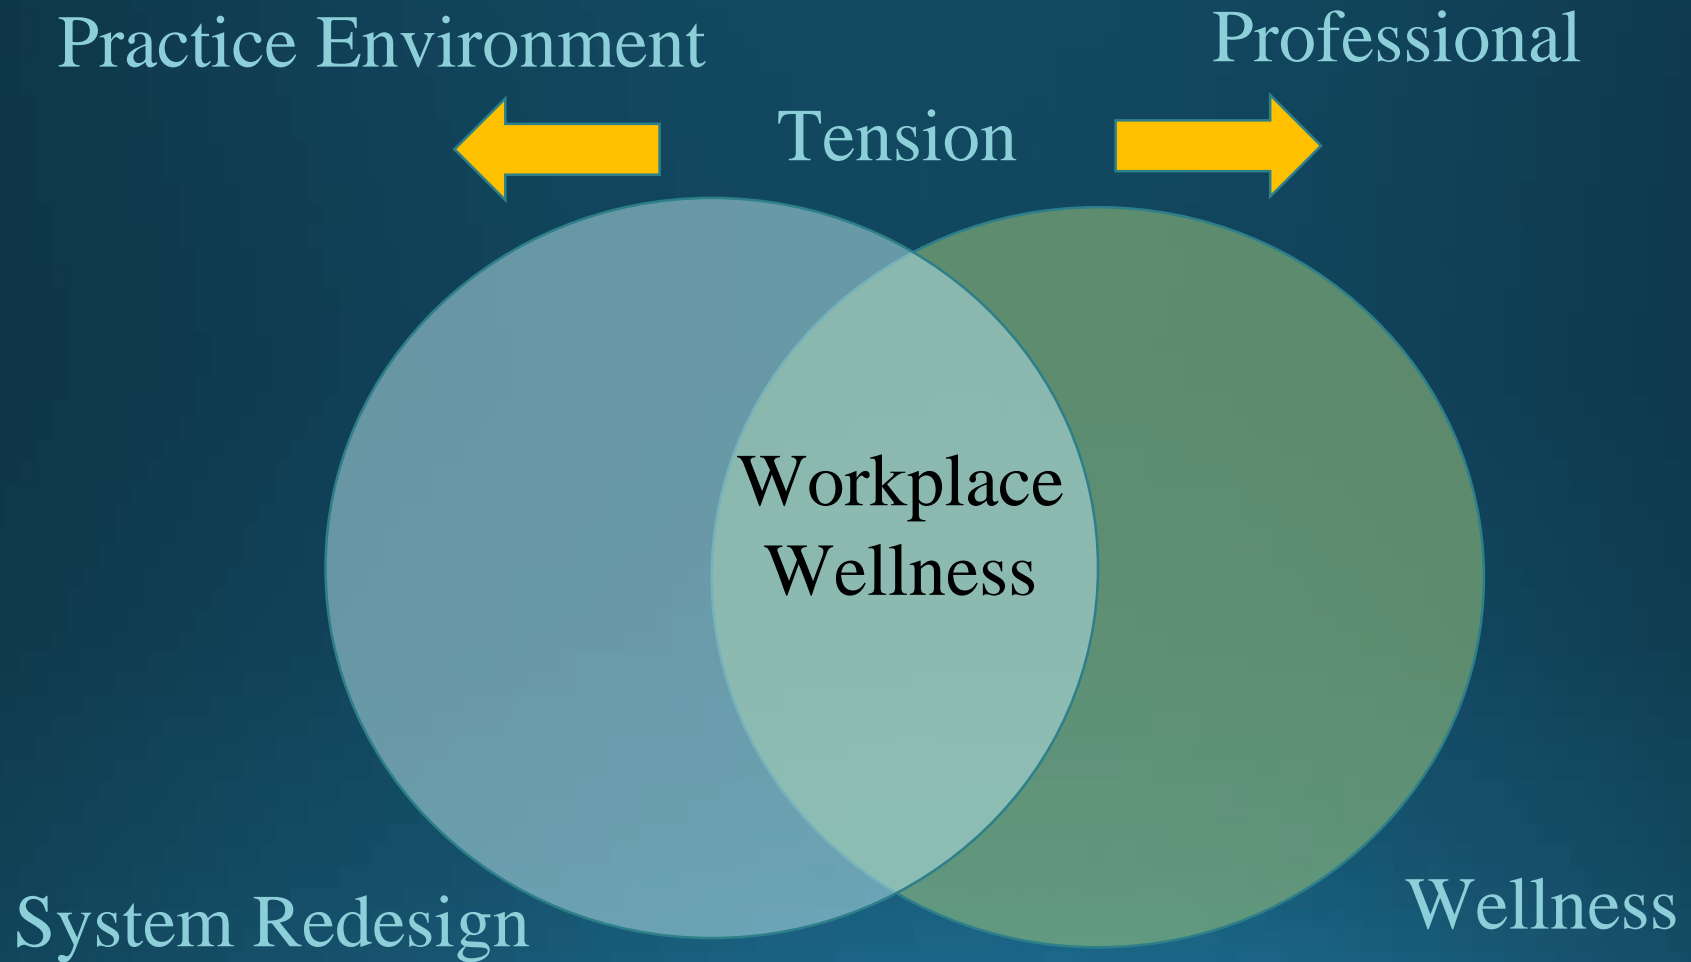 Practice Environment
Professional
Tension
Workplace
Wellness
System Redesign
Wellness